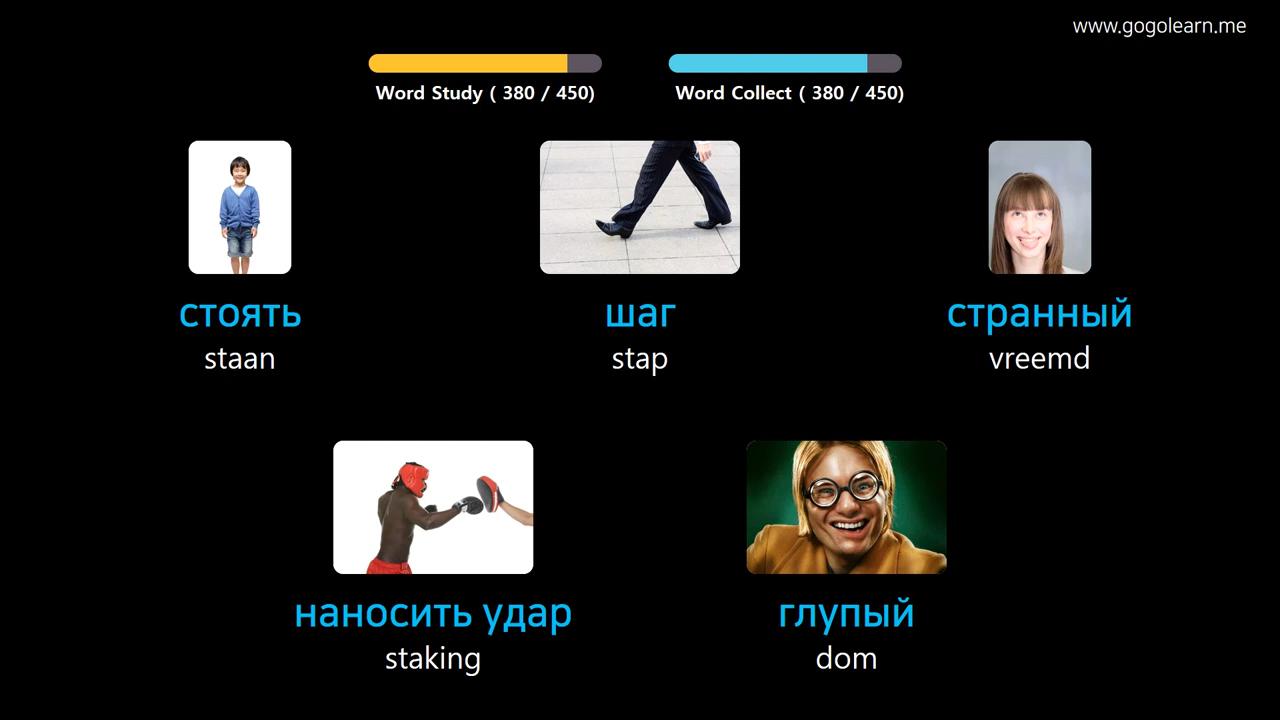 www.gogolearn.me
Word Study ( 380 / 450)
Word Collect ( 380 / 450)
стоять
staan
шаг
stap
странный
vreemd
наносить удар
staking
глупый
dom